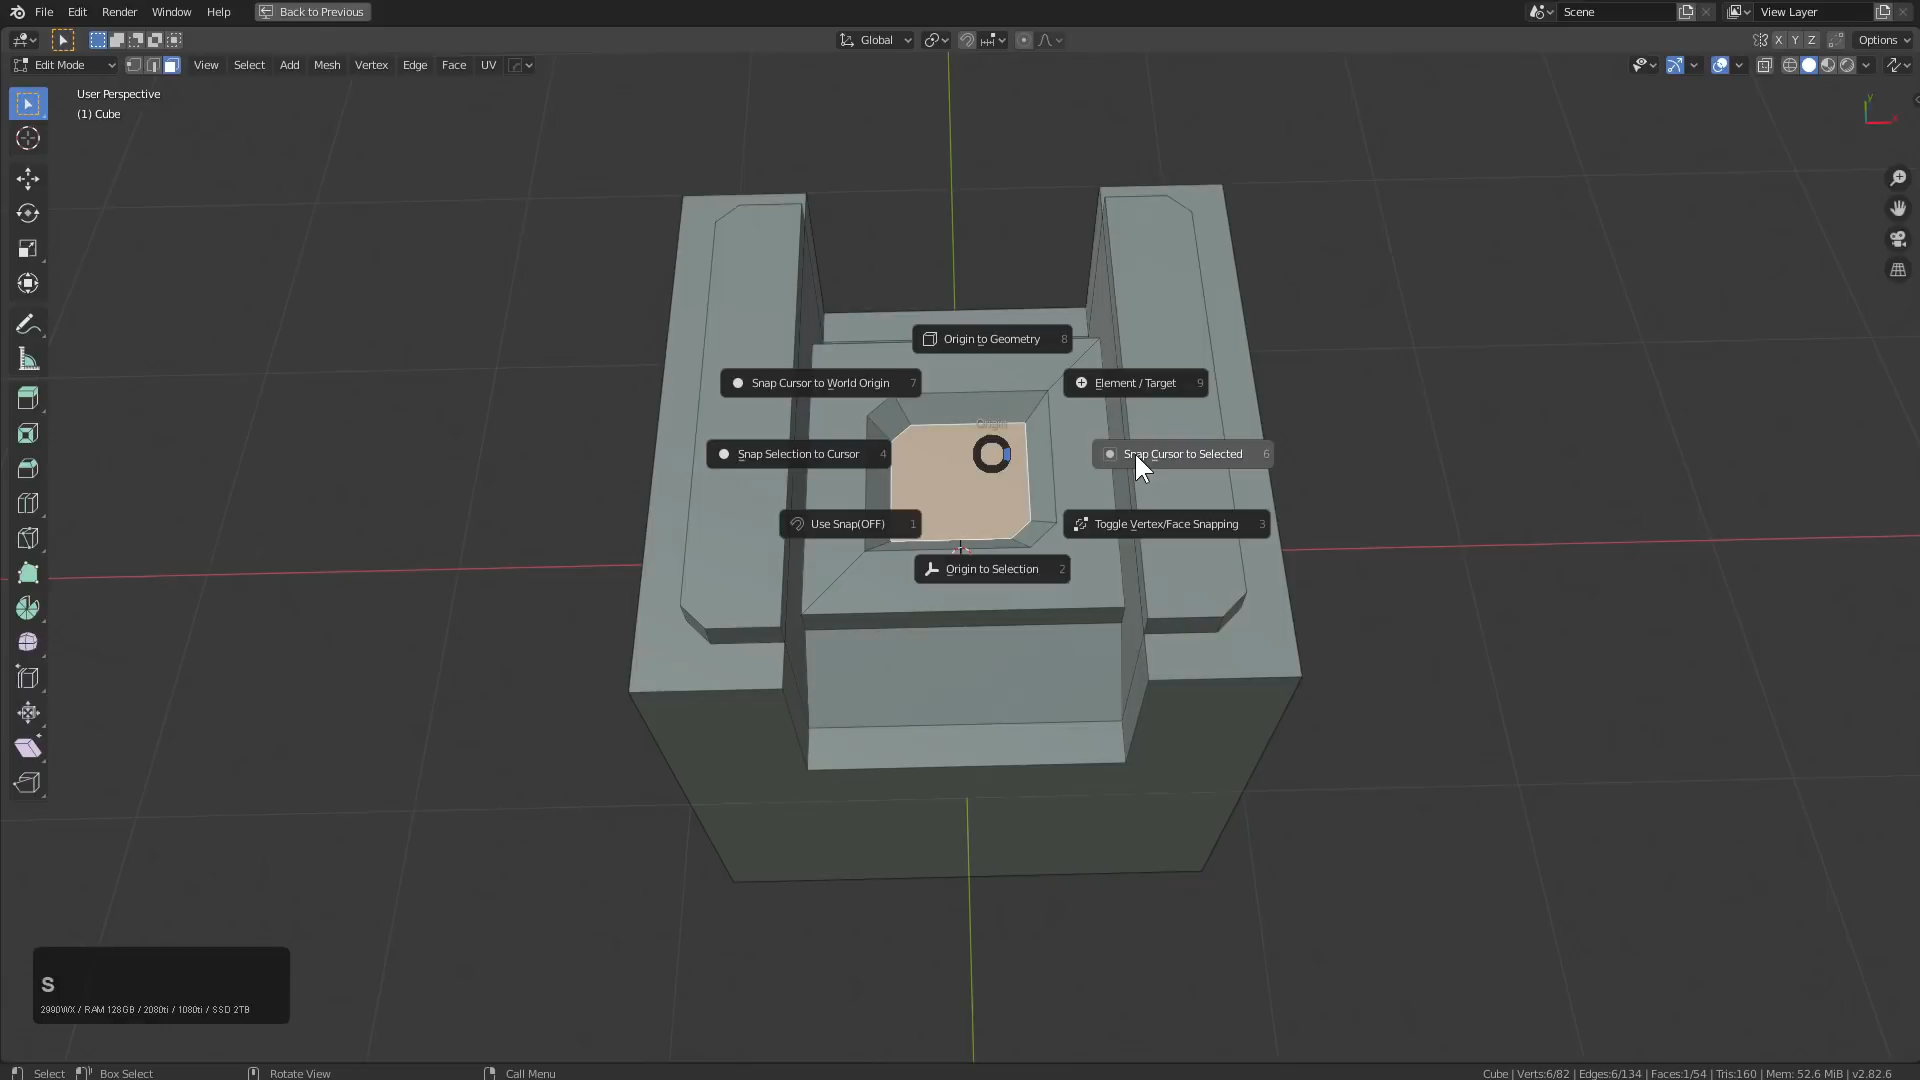 File Edit Render Window Help Back to Previous Scene View Layer
Global X Y Z Options
Edit Mode View Select Add Mesh Vertex Edge Face UV
User Perspective
(1) Cube
Y
Origin to Geometry 8
Snap Cursor to World Origin 7
Element / Target 9
Origin
Snap Selection to Cursor 4
Snap Cursor to Selected 6
Use Snap(OFF) 1
Toggle Vertex/Face Snapping 3
Origin to Selection 2
S
2990WX / RAM 128GB / 2080ti / 1080ti / SSD 2TB
Select Box Select Rotate View Call Menu Cube | Verts:6/82 | Edges:6/134 | Faces:1/54 | Tris:160 | Mem: 52.6 MiB | v2.82.6